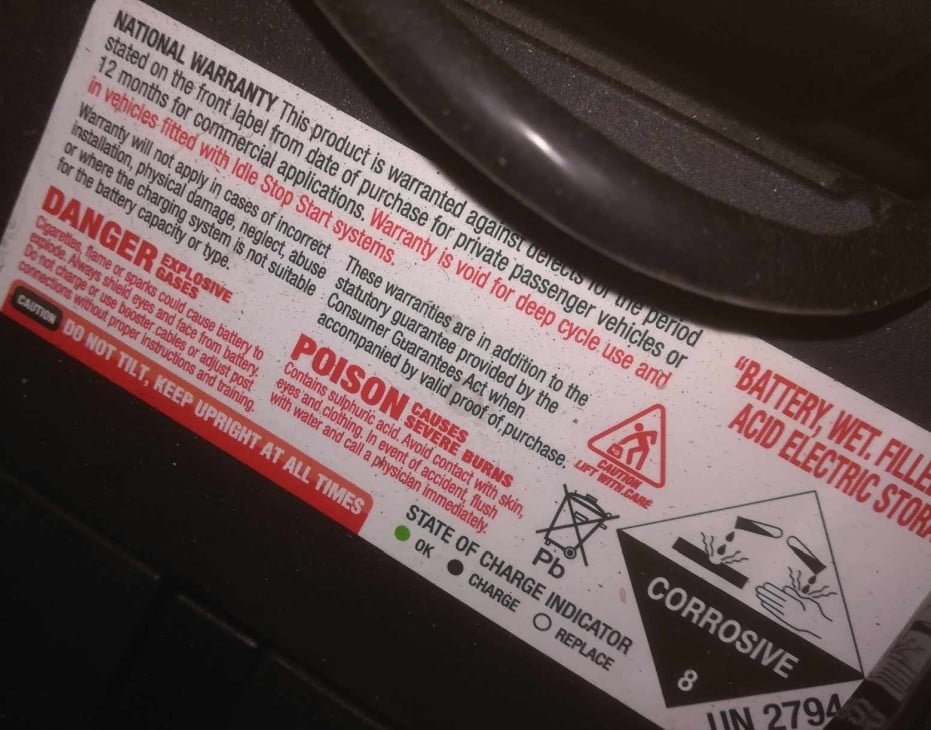 NATIONAL WARRANTY This product is warranted against defects for the period
stated on the front label from date of purchase for private passenger vehicles or
12 months for commercial applications. Warranty is void for deep cycle use and
in vehicles fitted with Idle Stop Start systems.
Warranty will not apply in cases of incorrect
installation, physical damage, neglect, abuse
or where the charging system is not suitable
for the battery capacity or type.
These warranties are in addition to the
statutory guarantee provided by the
Consumer Guarantees Act when
accompanied by valid proof of purchase.
DANGER EXPLOSIVE
GASES
Cigarettes, flame or sparks could cause battery to
explode. Always shield eyes and face from battery.
Do not charge or use booster cables or adjust post
connections without proper instructions and training.
POISON CAUSES
SEVERE BURNS
Contains sulphuric acid. Avoid contact with skin,
eyes and clothing. In event of accident, flush
with water and call a physician immediately.
CAUTION DO NOT TILT, KEEP UPRIGHT AT ALL TIMES
CAUTION
LIFT WITH CARE
Pb
STATE OF CHARGE INDICATOR
OK CHARGE REPLACE
"BATTERY, WET. FILLE
ACID ELECTRIC STORA
CORROSIVE
8
UN 2794